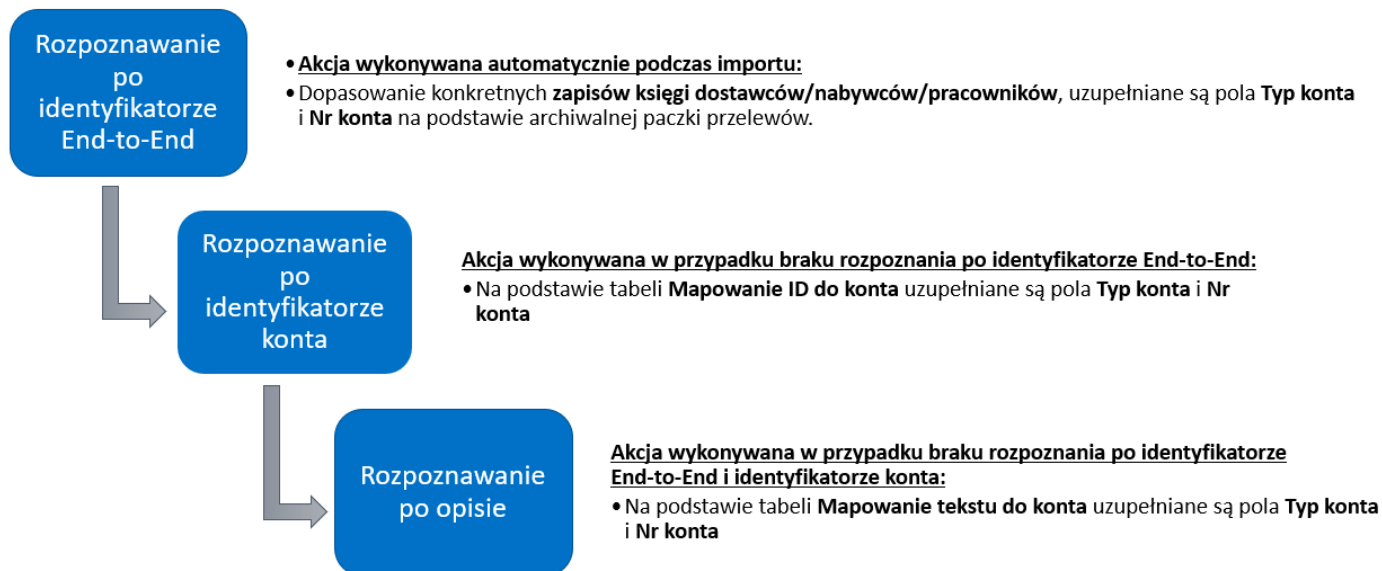 Rozpoznawanie
po
identyfikatorze
End-to-End
• Akcja wykonywana automatycznie podczas importu:
• Dopasowanie konkretnych zapisów księgi dostawców/nabywców/pracowników, uzupełniane są pola Typ konta
i Nr konta na podstawie archiwalnej paczki przelewów.
Rozpoznawanie
po
identyfikatorze
konta
Akcja wykonywana w przypadku braku rozpoznania po identyfikatorze End-to-End:
• Na podstawie tabeli Mapowanie ID do konta uzupełniane są pola Typ konta i Nr
konta
Rozpoznawanie
po opisie
Akcja wykonywana w przypadku braku rozpoznania po identyfikatorze
End-to-End i identyfikatorze konta:
• Na podstawie tabeli Mapowanie tekstu do konta uzupełniane są pola Typ konta
i Nr konta